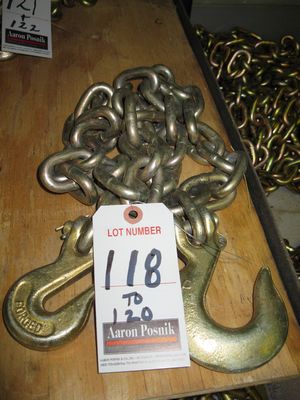 121
+
122
Aaron Posnik
LOT NUMBER
118
TO
120
Aaron Posnik
FORGED